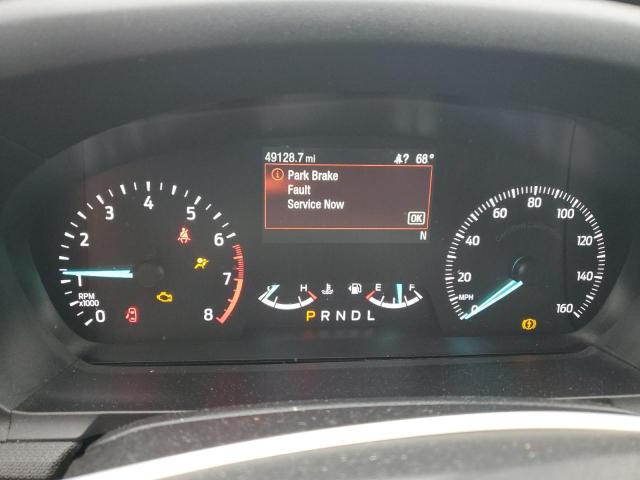 49128.7 mi ? 68°
Park Brake
Fault
Service Now
OK
N
0 1 2 3 4 5 6 7 8
RPM
x1000
C H E F
P R N D L
0 20 40 60 80 100 120 140 160
MPH